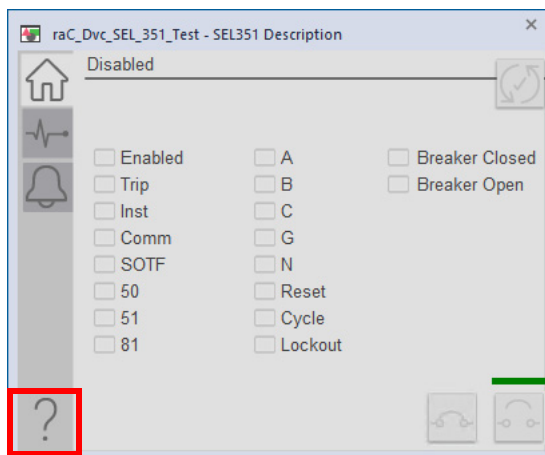 raC_Dvc_SEL_351_Test - SEL351 Description
Disabled
Enabled A Breaker Closed
Trip B Breaker Open
Inst C
Comm G
SOTF N
50 Reset
51 Cycle
81 Lockout
?